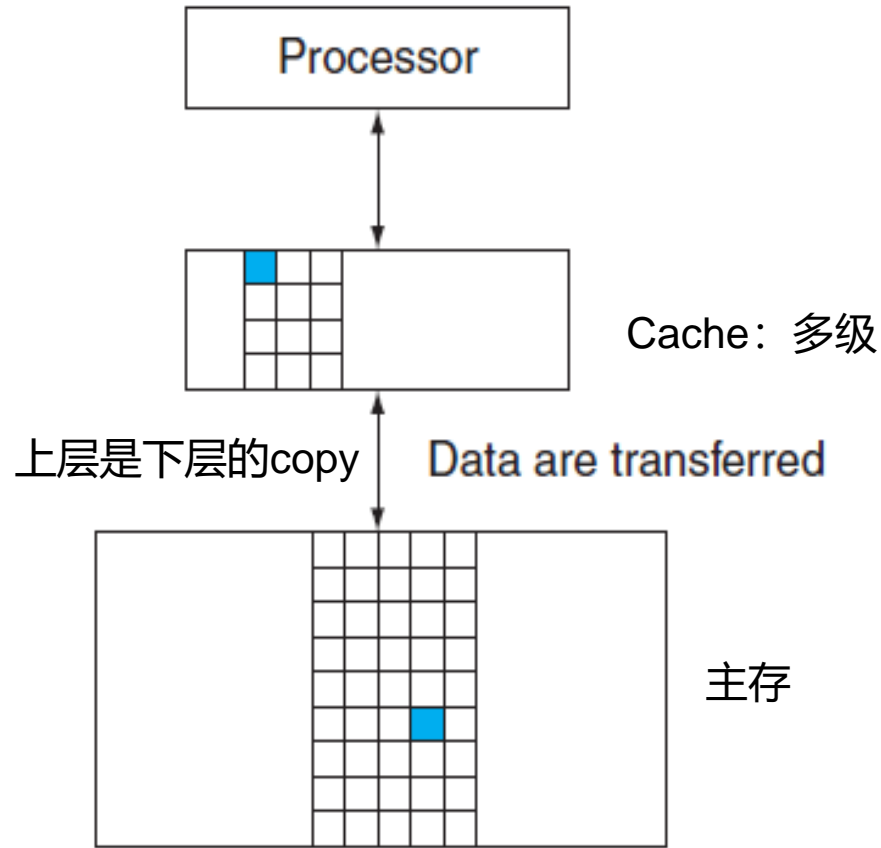 Processor
Cache：多级
上层是下层的copy
Data are transferred
主存